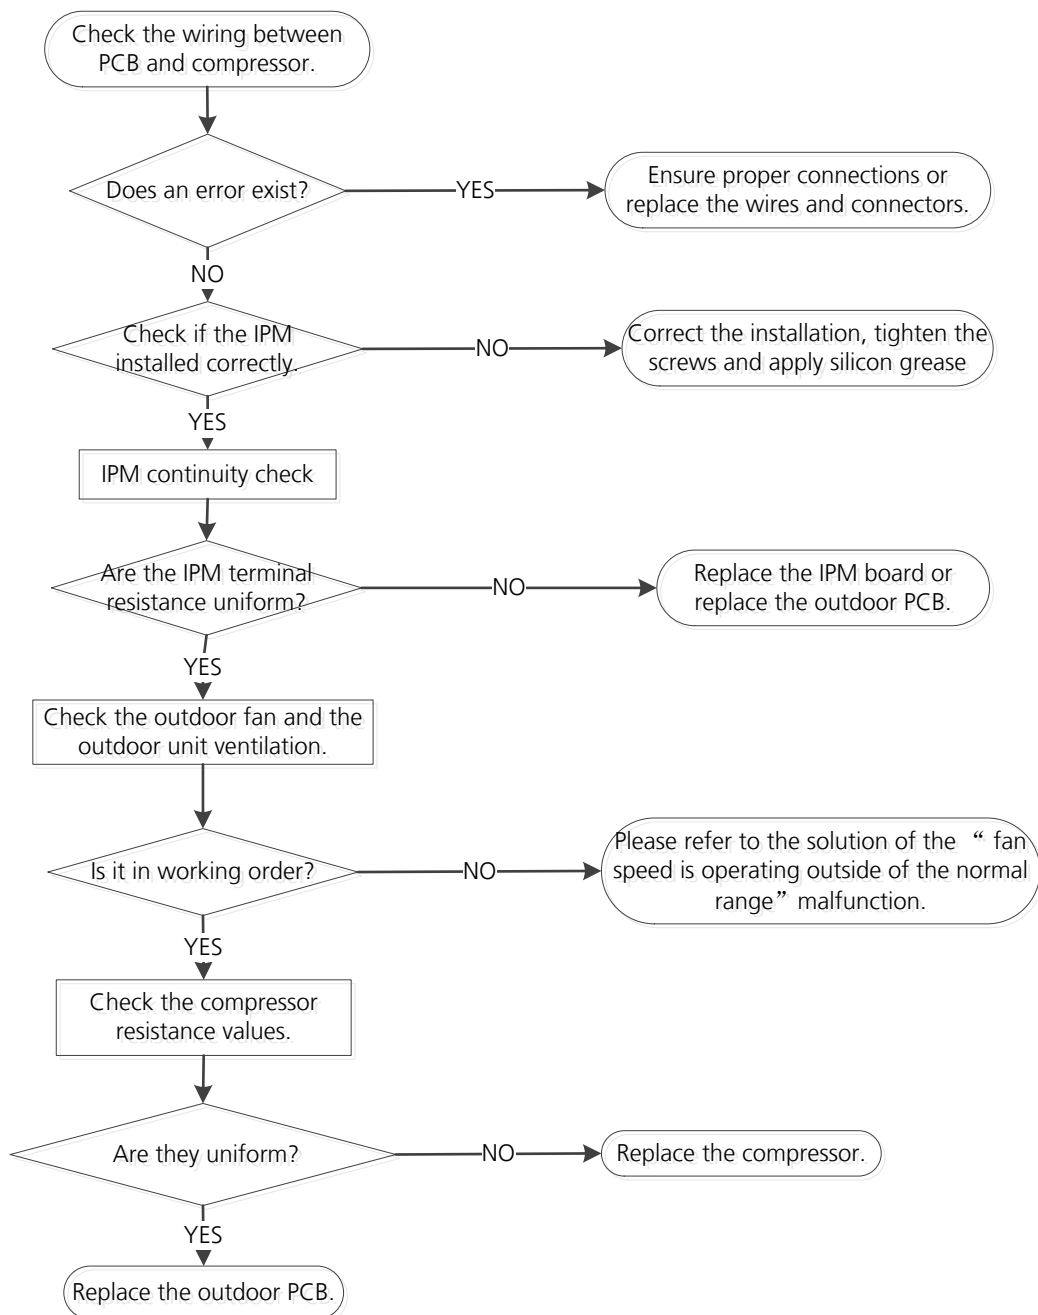 Check the wiring between
PCB and compressor.
Does an error exist?
YES
Ensure proper connections or
replace the wires and connectors.
NO
Check if the IPM
installed correctly.
NO
Correct the installation, tighten the
screws and apply silicon grease
YES
IPM continuity check
Are the IPM terminal
resistance uniform?
NO
Replace the IPM board or
replace the outdoor PCB.
YES
Check the outdoor fan and the
outdoor unit ventilation.
Is it in working order?
NO
Please refer to the solution of the “ fan
speed is operating outside of the normal
range” malfunction.
YES
Check the compressor
resistance values.
Are they uniform?
NO
Replace the compressor.
YES
Replace the outdoor PCB.